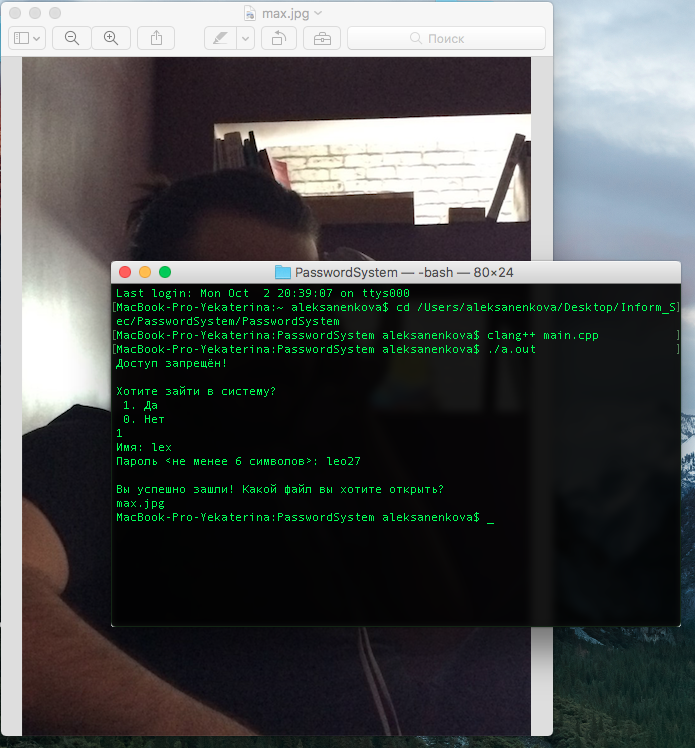 max.jpg
Поиск
PasswordSystem — -bash — 80×24
Last login: Mon Oct  2 20:39:07 on ttys000
[MacBook-Pro-Yekaterina:~ aleksanenkova$ cd /Users/aleksanenkova/Desktop/Inform_S]
ec/PasswordSystem/PasswordSystem
[MacBook-Pro-Yekaterina:PasswordSystem aleksanenkova$ clang++ main.cpp ]
[MacBook-Pro-Yekaterina:PasswordSystem aleksanenkova$ ./a.out ]
Доступ запрещён!
Хотите зайти в систему?
1. Да
0. Нет
1
Имя: lex
Пароль <не менее 6 символов>: leo27
Вы успешно зашли! Какой файл вы хотите открыть?
max.jpg
MacBook-Pro-Yekaterina:PasswordSystem aleksanenkova$ _